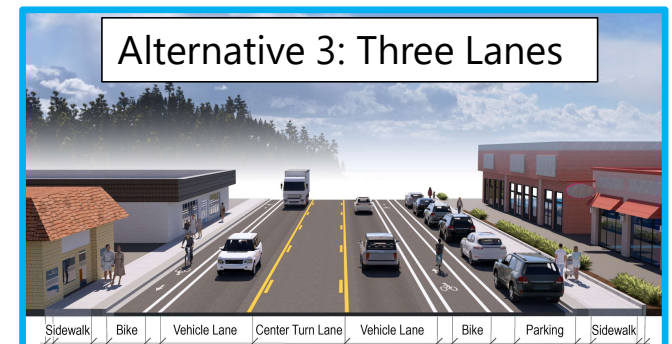 Alternative 3: Three Lanes
Sidewalk Bike Vehicle Lane Center Turn Lane Vehicle Lane Bike Parking Sidewalk